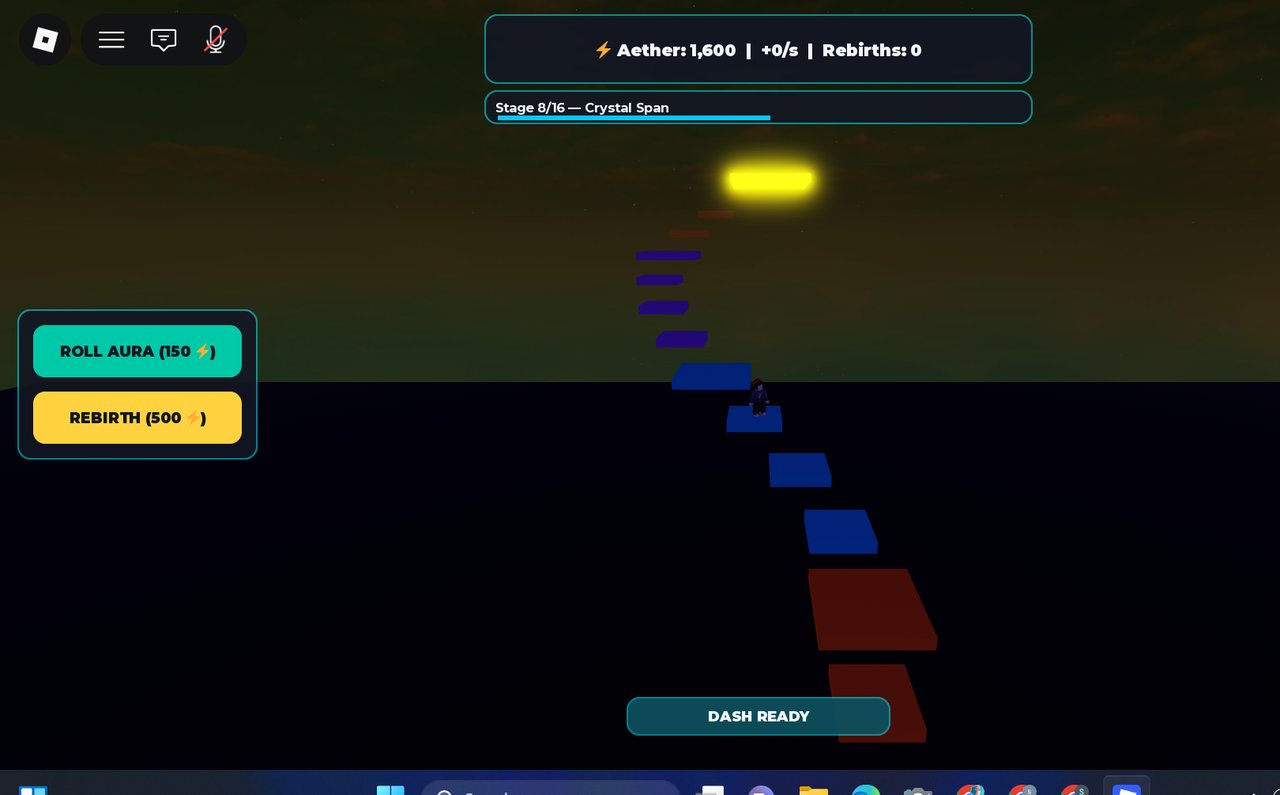 ⚡ Aether: 1,600 | +0/s | Rebirths: 0
Stage 8/16 — Crystal Span
ROLL AURA (150 ⚡)
REBIRTH (500 ⚡)
DASH READY